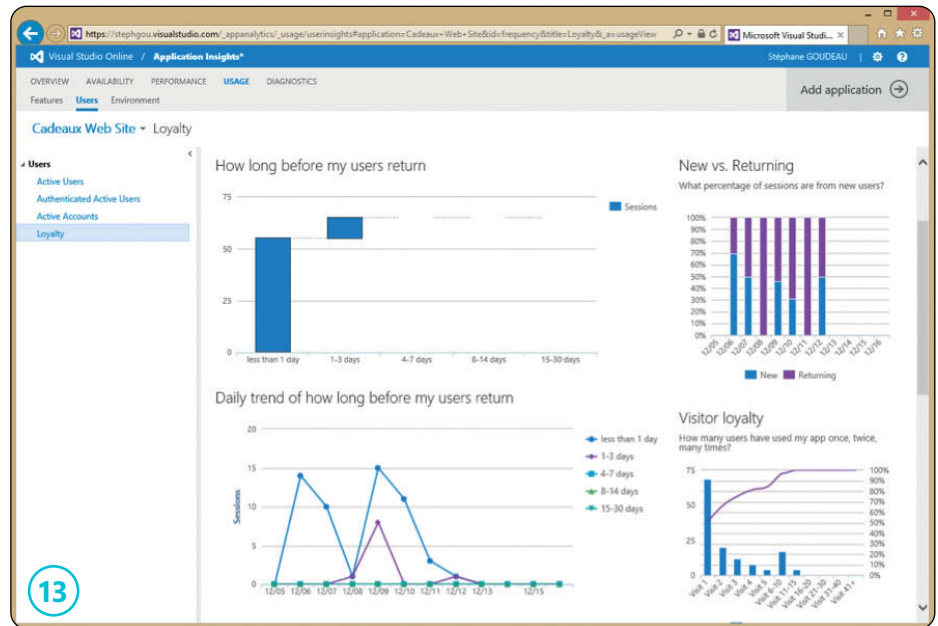 https://stephgou.visualstudio.com/_appanalytics/_usage/userinsights#application=Cadeaux+Web+Site&id=frequency&title=Loyalty&_a=usageView
Microsoft Visual Studi...
Visual Studio Online / Application Insights*
Stéphane GOUDEAU
OVERVIEW AVAILABILITY PERFORMANCE USAGE DIAGNOSTICS
Features Users Environment
Add application
Cadeaux Web Site Loyalty
Users
Active Users
Authenticated Active Users
Active Accounts
Loyalty
How long before my users return
75
50
25
0
less than 1 day 1-3 days 4-7 days 8-14 days 15-30 days
Sessions
New vs. Returning
What percentage of sessions are from new users?
100%
90%
80%
70%
60%
50%
40%
30%
20%
10%
0%
12/05 12/06 12/07 12/08 12/09 12/10 12/11 12/12 12/13 12/14 12/15 12/16
New Returning
Daily trend of how long before my users return
20
15
10
5
0
Sessions
12/05 12/06 12/07 12/08 12/09 12/10 12/11 12/12 12/13 12/15
less than 1 day
1-3 days
4-7 days
8-14 days
15-30 days
Visitor loyalty
How many users have used my app once, twice,
many times?
75
50
25
0
100%
90%
80%
70%
60%
50%
40%
30%
20%
10%
0%
Visit 1 Visit 2 Visit 3 Visit 4 Visit 5 Visit 6-10 Visit 11-15 Visit 16-20 Visit 21-30 Visit 31-40 Visit 41+
13